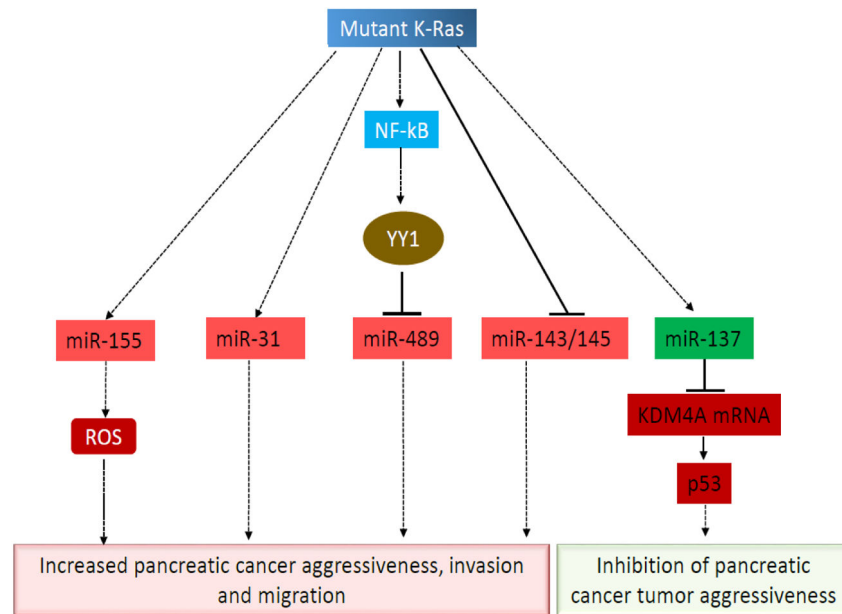 Mutant K-Ras
NF-kB
YY1
miR-155
miR-31
miR-489
miR-143/145
miR-137
ROS
KDM4A mRNA
p53
Increased pancreatic cancer aggressiveness, invasion
and migration
Inhibition of pancreatic
cancer tumor aggressiveness